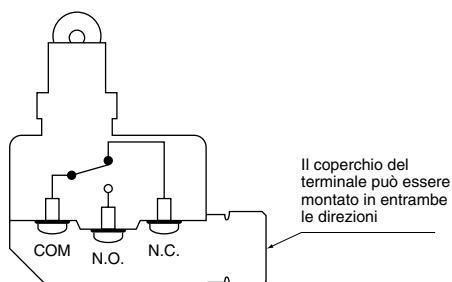 Il coperchio del
terminale può essere
montato in entrambe
le direzioni
COM
N.O.
N.C.